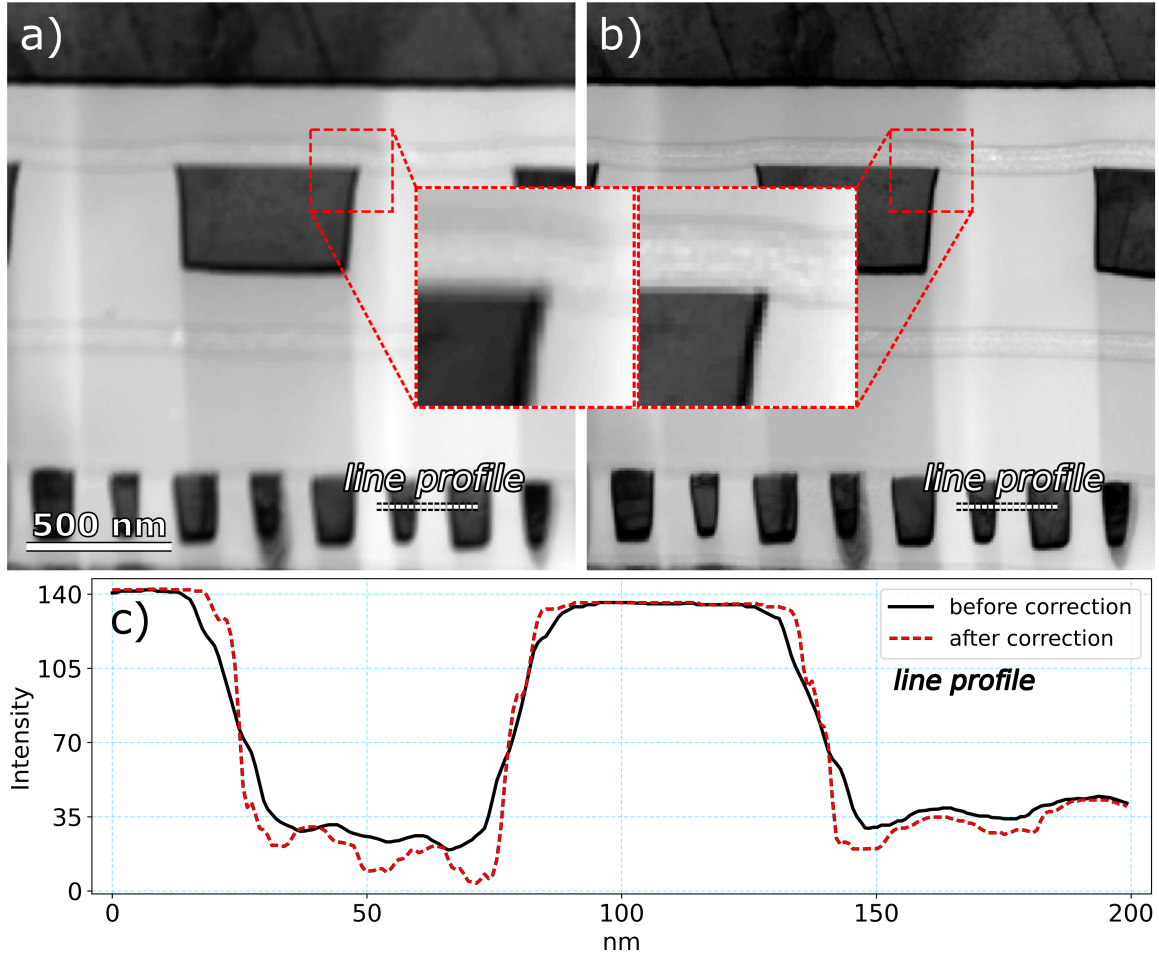 a)
b)
line profile
line profile
500 nm
140
105
70
35
0
Intensity
c)
before correction
after correction
line profile
0
50
100
150
200
nm